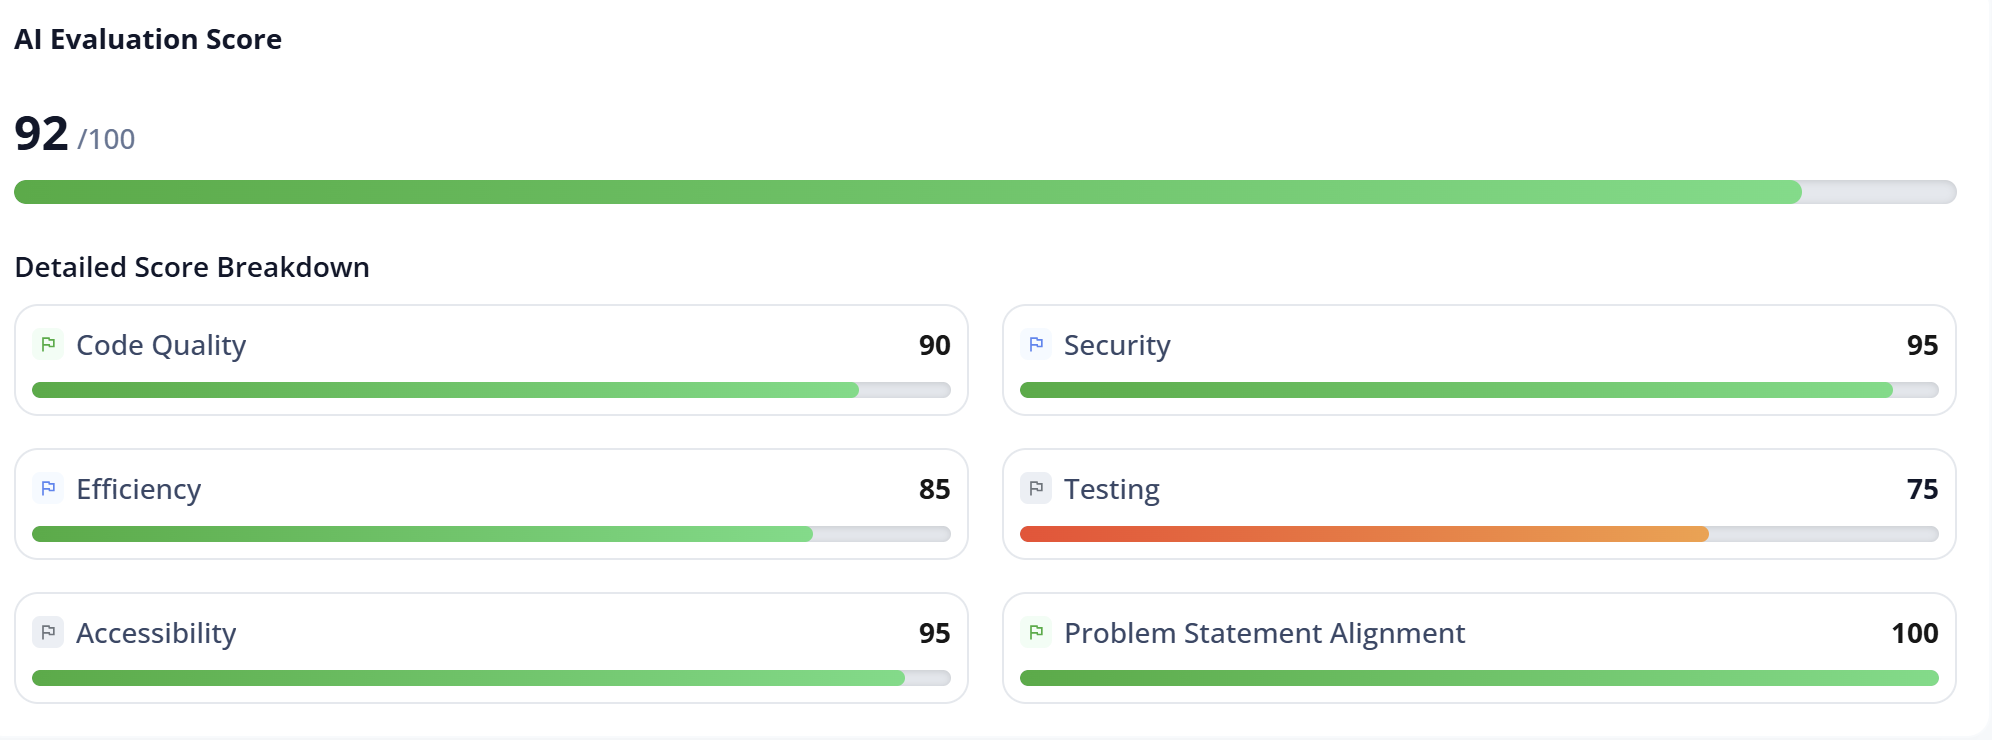 AI Evaluation Score
92 /100
Detailed Score Breakdown
Code Quality 90
Security 95
Efficiency 85
Testing 75
Accessibility 95
Problem Statement Alignment 100